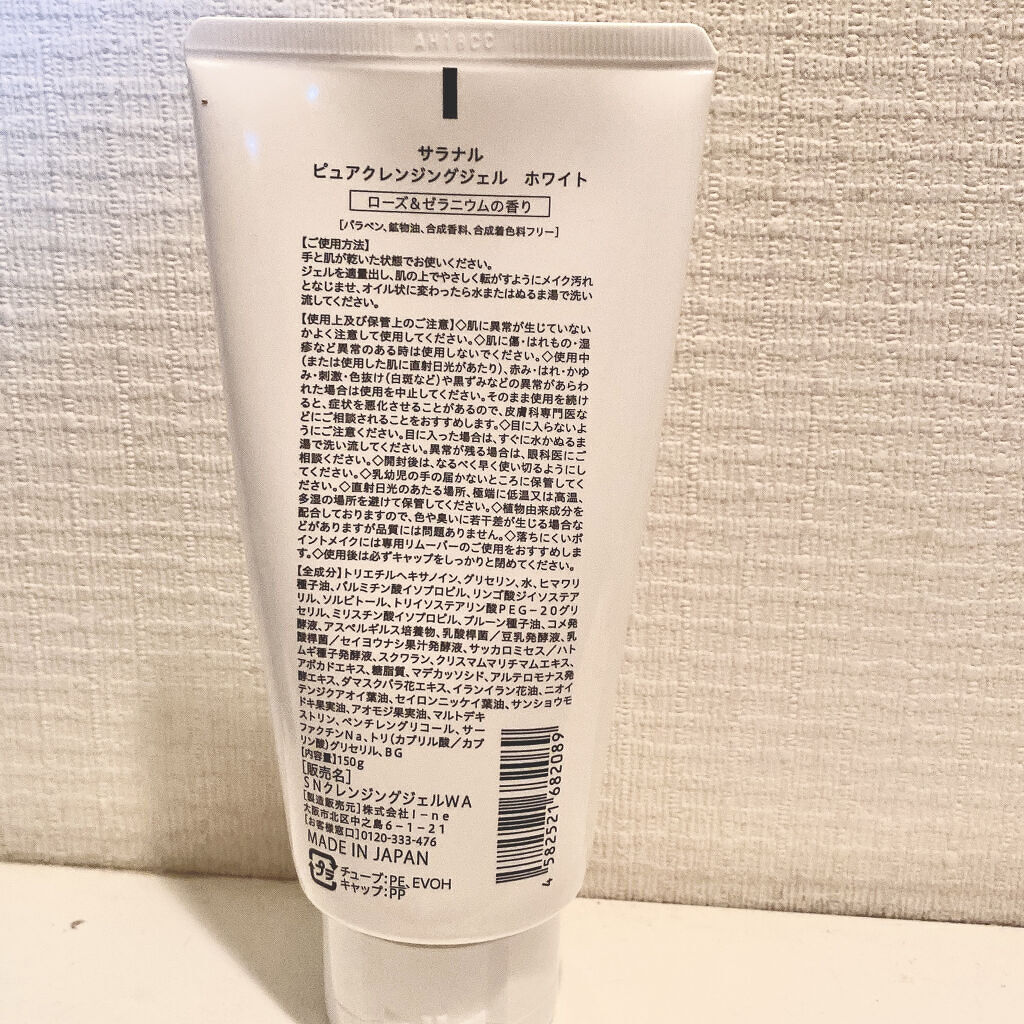 AH18CC
サラナル
ピュアクレンジングジェル ホワイト
ローズ&ゼラニウムの香り
[パラベン、鉱物油、合成香料、合成着色料フリー]
【ご使用方法】
手と肌が乾いた状態でお使いください。
ジェルを適量出し、肌の上でやさしく転がすようにメイク汚れ
となじませ、オイル状に変わったら水またはぬるま湯で洗い
流してください。
【使用上及び保管上のご注意】◇肌に異常が生じていない
かよく注意して使用してください。◇肌に傷・はれもの・湿
疹など異常のある時は使用しないでください。◇使用中
(または使用した肌に直射日光があたり)、赤み・はれ・かゆ
み・刺激・色抜け(白斑など)や黒ずみなどの異常があらわ
れた場合は使用を中止してください。そのまま使用を続け
ると、症状を悪化させることがあるので、皮膚科専門医な
どにご相談されることをおすすめします。◇目に入らないよ
うにご注意ください。目に入った場合は、すぐに水かぬるま
湯で洗い流してください。異常が残る場合は、眼科医にご
相談ください。◇開封後は、なるべく早く使い切るようにし
てください。◇乳幼児の手の届かないところに保管してく
ださい。◇直射日光のあたる場所、極端に低温又は高温、
多湿の場所を避けて保管してください。◇植物由来成分を
配合しておりますので、色や臭いに若干差が生じる場合な
どがありますが品質には問題ありません。◇落ちにくいポ
イントメイクには専用リムーバーのご使用をおすすめしま
す。◇使用後は必ずキャップをしっかりと閉めてください。
【全成分】トリエチルヘキサノイン、グリセリン、水、ヒマワリ
種子油、パルミチン酸イソプロピル、リンゴ酸ジイソステア
リル、ソルビトール、トリイソステアリン酸PEG-20グリ
セリル、ミリスチン酸イソプロピル、プルーン種子油、コメ発
酵液、アスペルギルス培養物、乳酸桿菌/豆乳発酵液、乳
酸桿菌/セイヨウナシ果汁発酵液、サッカロミセス/ハト
ムギ種子発酵液、スクワラン、クリスマムマリチマムエキス、
アボカドエキス、糖脂質、マデカッソシド、アルテロモナス発
酵エキス、ダマスクバラ花エキス、イランイラン花油、ニオイ
テンジクアオイ葉油、セイロンニッケイ葉油、サンショウモ
ドキ果実油、アオモジ果実油、マルトデキ
ストリン、ペンチレングリコール、サー
ファクチンNa、トリ(カプリル酸/カプ
リン酸)グリセリル、BG
[内容量]150g
[販売名]
SNクレンジングジェルWA
[製造販売元]株式会社I-ne
大阪市北区中之島6-1-21
[お客様窓口]0120-333-476
MADE IN JAPAN
プラ
チューブ:PE、EVOH
キャップ:PP
4 582521 682089